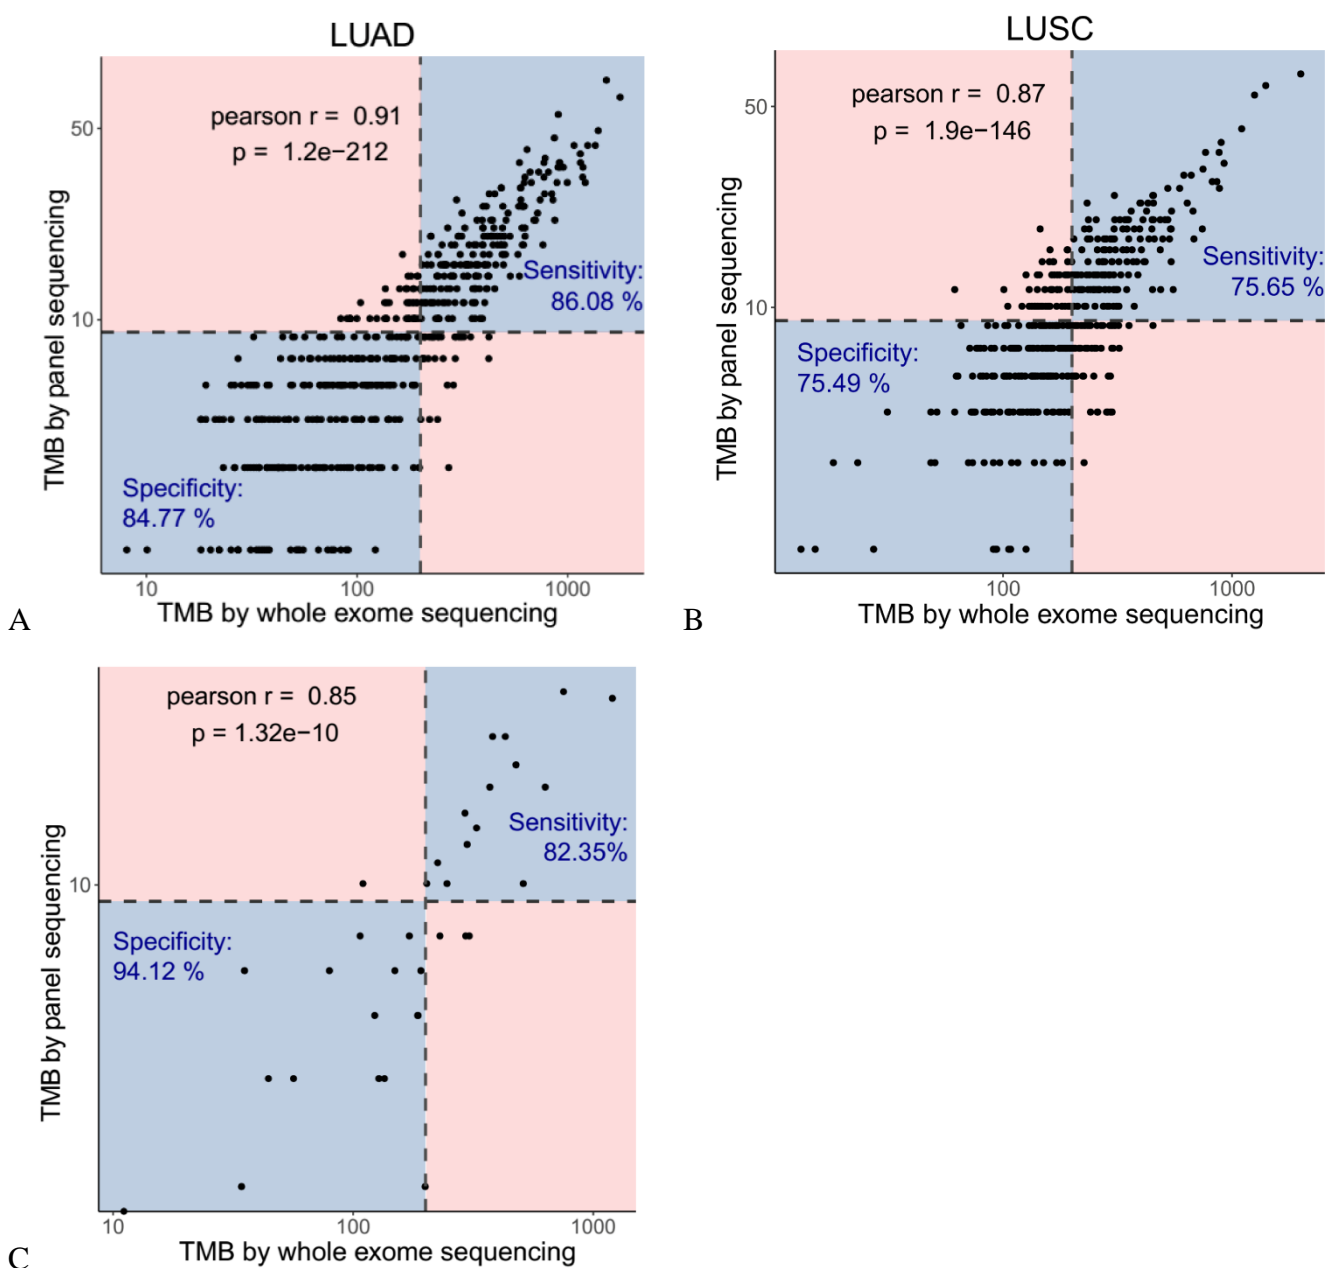 LUAD
pearson r = 0.91
p = 1.2e−212
50
10
TMB by panel sequencing
Sensitivity:
86.08 %
Specificity:
84.77 %
10
100
1000
TMB by whole exome sequencing
A
LUSC
pearson r = 0.87
p = 1.9e−146
50
10
TMB by panel sequencing
Sensitivity:
75.65 %
Specificity:
75.49 %
100
1000
TMB by whole exome sequencing
B
pearson r = 0.85
p = 1.32e−10
10
TMB by panel sequencing
Sensitivity:
82.35%
Specificity:
94.12 %
10
100
1000
TMB by whole exome sequencing
C